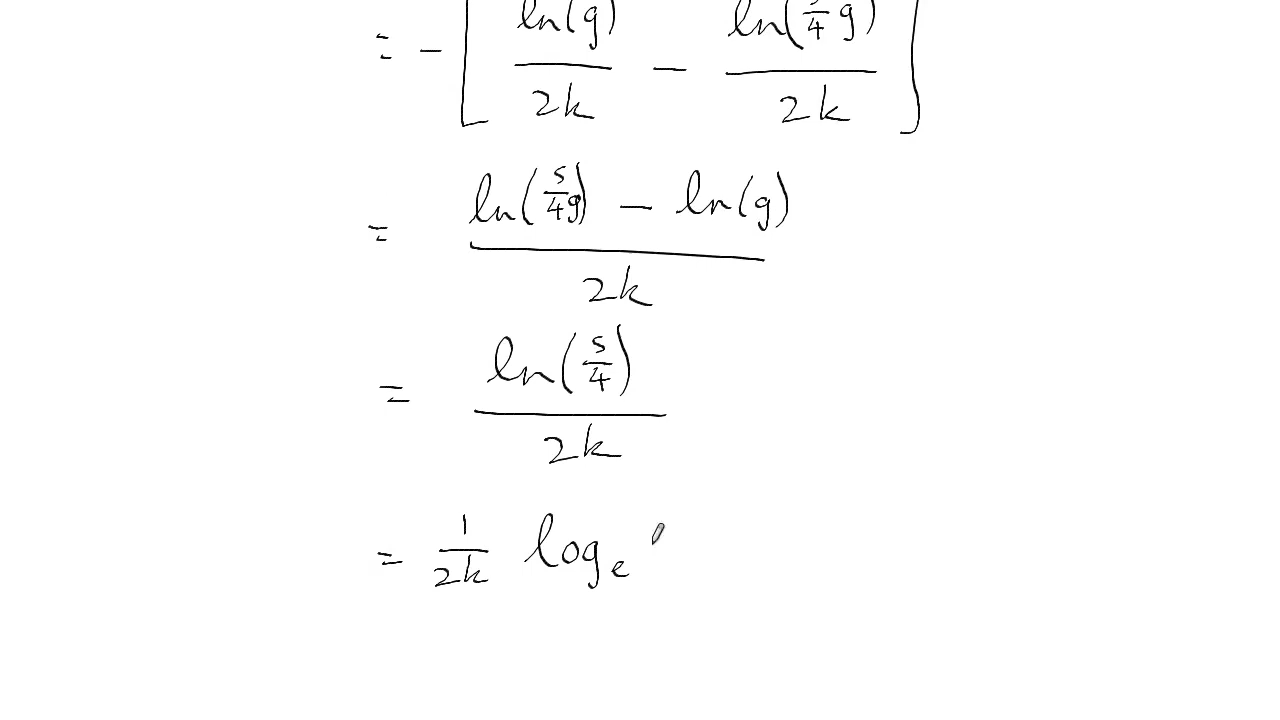 = - [ ln(g)/2k - ln(5/4 g)/2k ]
= (ln(5/4 g) - ln(g))/2k
= ln(5/4)/2k
= 1/2k log_e